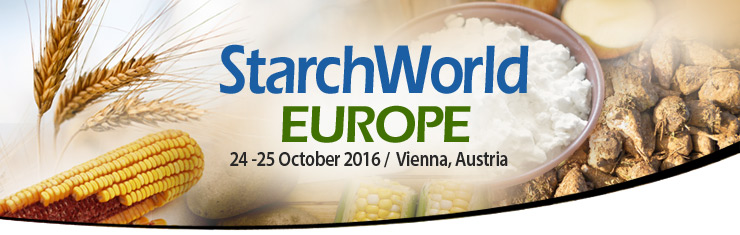 StarchWorld
EUROPE
24 -25 October 2016 / Vienna, Austria